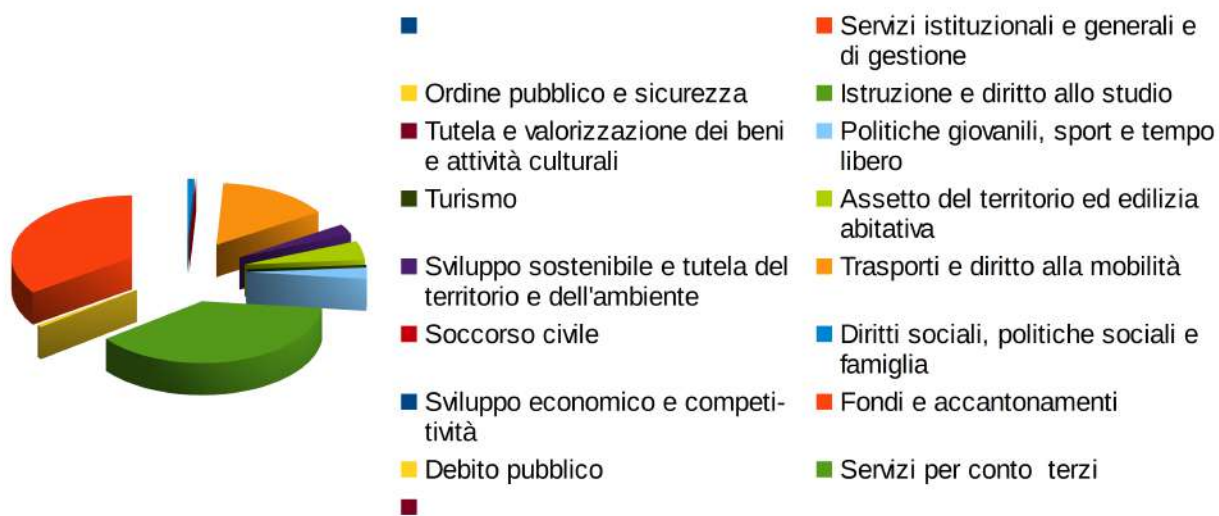 Servizi istituzionali e generali e
di gestione
Ordine pubblico e sicurezza
Istruzione e diritto allo studio
Tutela e valorizzazione dei beni
e attività culturali
Politiche giovanili, sport e tempo
libero
Turismo
Assetto del territorio ed edilizia
abitativa
Sviluppo sostenibile e tutela del
territorio e dell'ambiente
Trasporti e diritto alla mobilità
Soccorso civile
Diritti sociali, politiche sociali e
famiglia
Sviluppo economico e competi-
tività
Fondi e accantonamenti
Debito pubblico
Servizi per conto  terzi